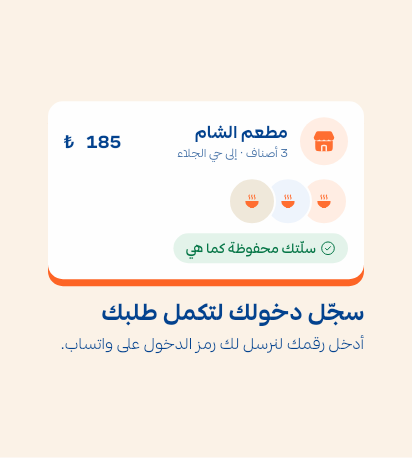 مطعم الشام
185 ₺
3 أصناف · إلى حي الجلاء
سلّتك محفوظة كما هي
سجّل دخولك لتكمل طلبك
أدخل رقمك لنرسل لك رمز الدخول على واتساب.